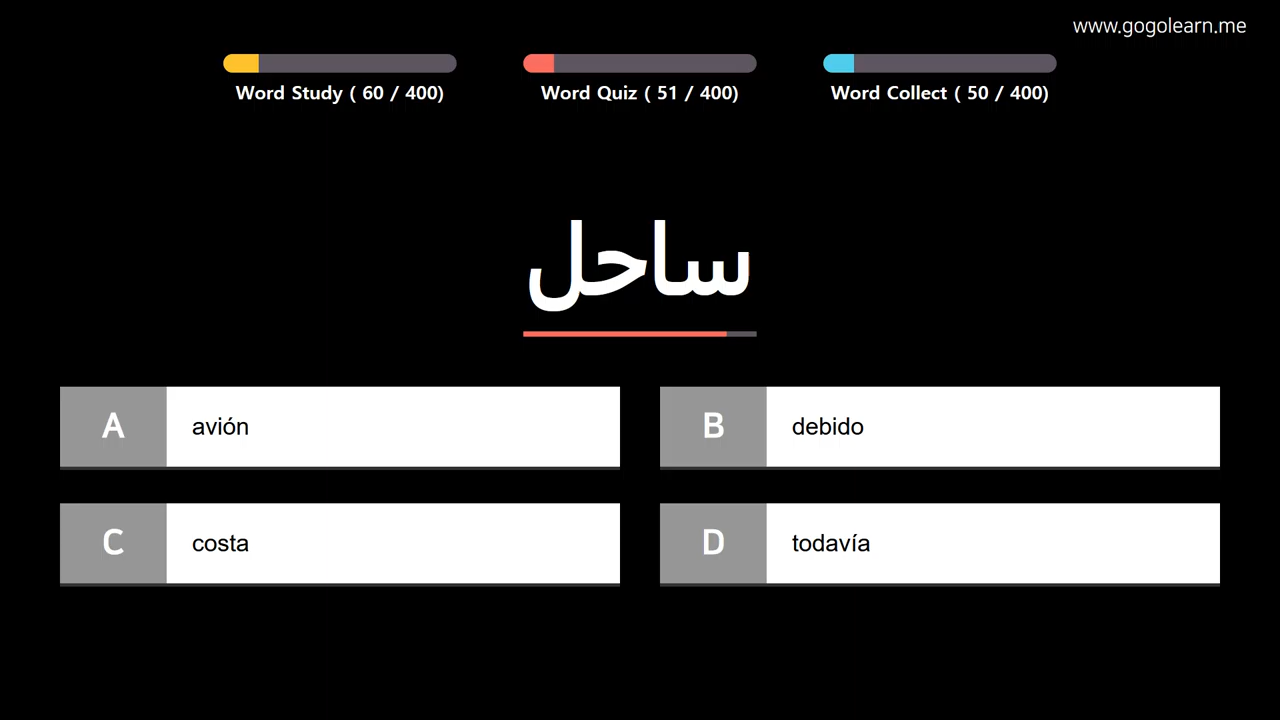 www.gogolearn.me
Word Study ( 60 / 400)
Word Quiz ( 51 / 400)
Word Collect ( 50 / 400)
ساحل
A avión
B debido
C costa
D todavía